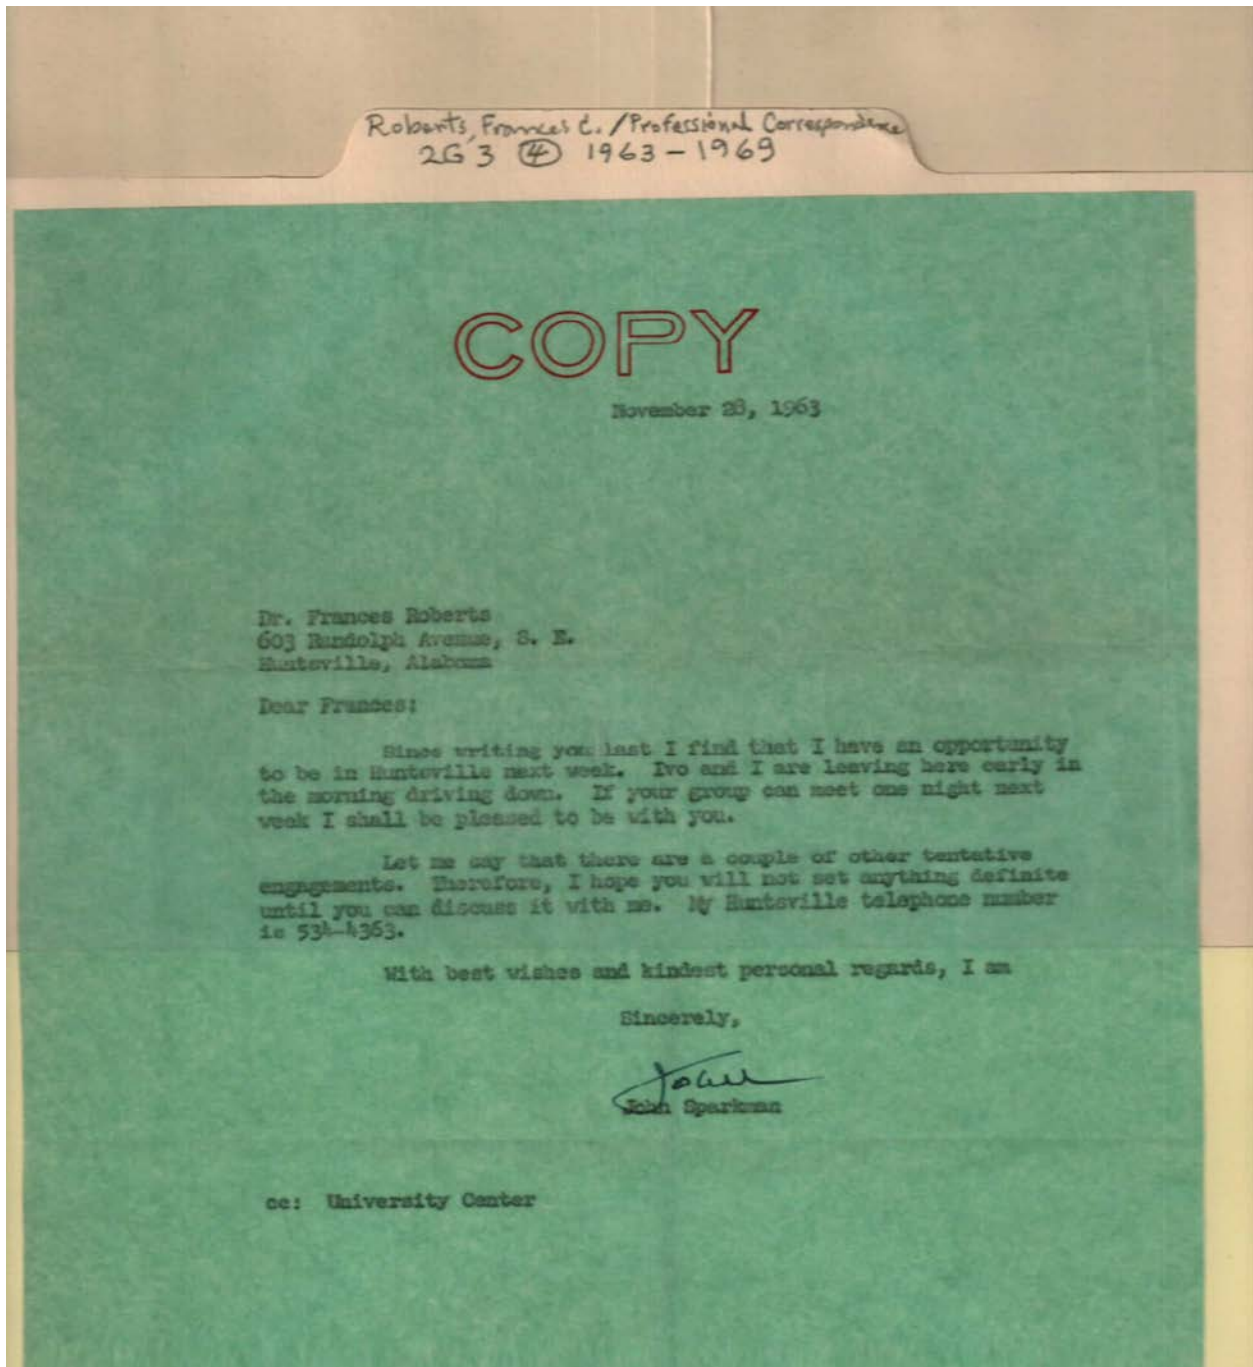 Roberts, Frances C. / Professional Correspondence
2G3 ④ 1963-1969
COPY
November 28, 1963
Dr. Frances Roberts
603 Randolph Avenue, S. E.
Huntsville, Alabama
Dear Frances:
Since writing you last I find that I have an opportunity
to be in Huntsville next week. Ivo and I are leaving here early in
the morning driving down. If your group can meet one night next
week I shall be pleased to be with you.
Let me say that there are a couple of other tentative
engagements. Therefore, I hope you will not set anything definite
until you can discuss it with me. My Huntsville telephone number
is 534-4363.
With best wishes and kindest personal regards, I am
Sincerely,
John
John Sparkman
cc: University Center